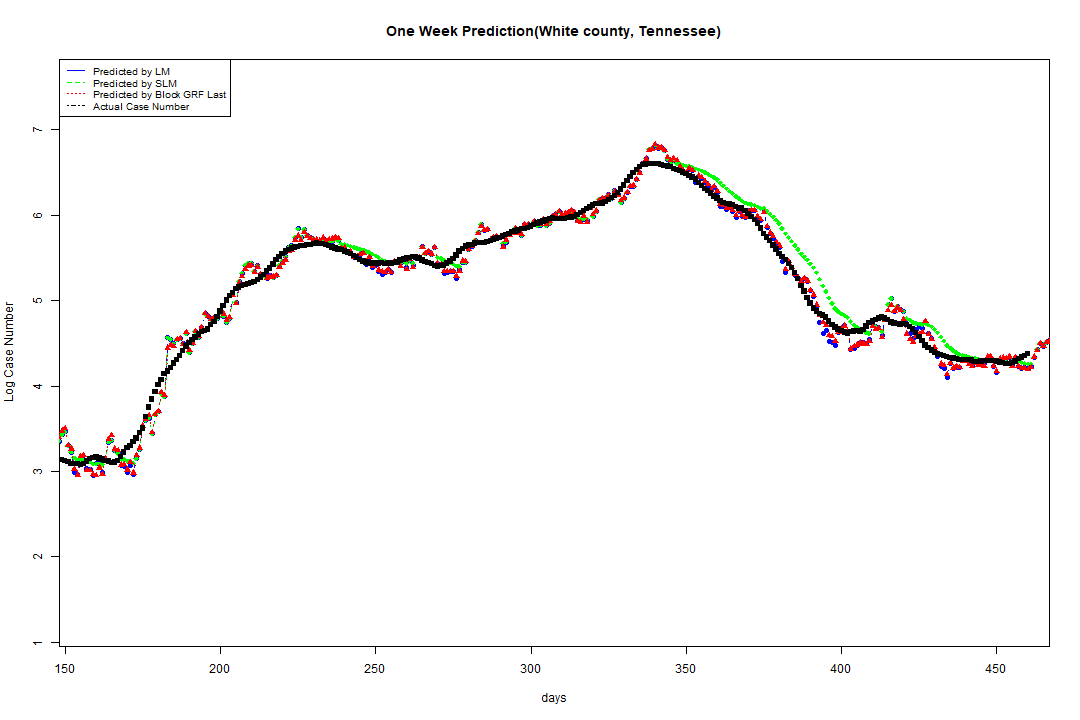 One Week Prediction(White county, Tennessee)
Predicted by LM
Predicted by SLM
Predicted by Block GRF Last
Actual Case Number
Log Case Number
7
6
5
4
3
2
1
150 200 250 300 350 400 450
days